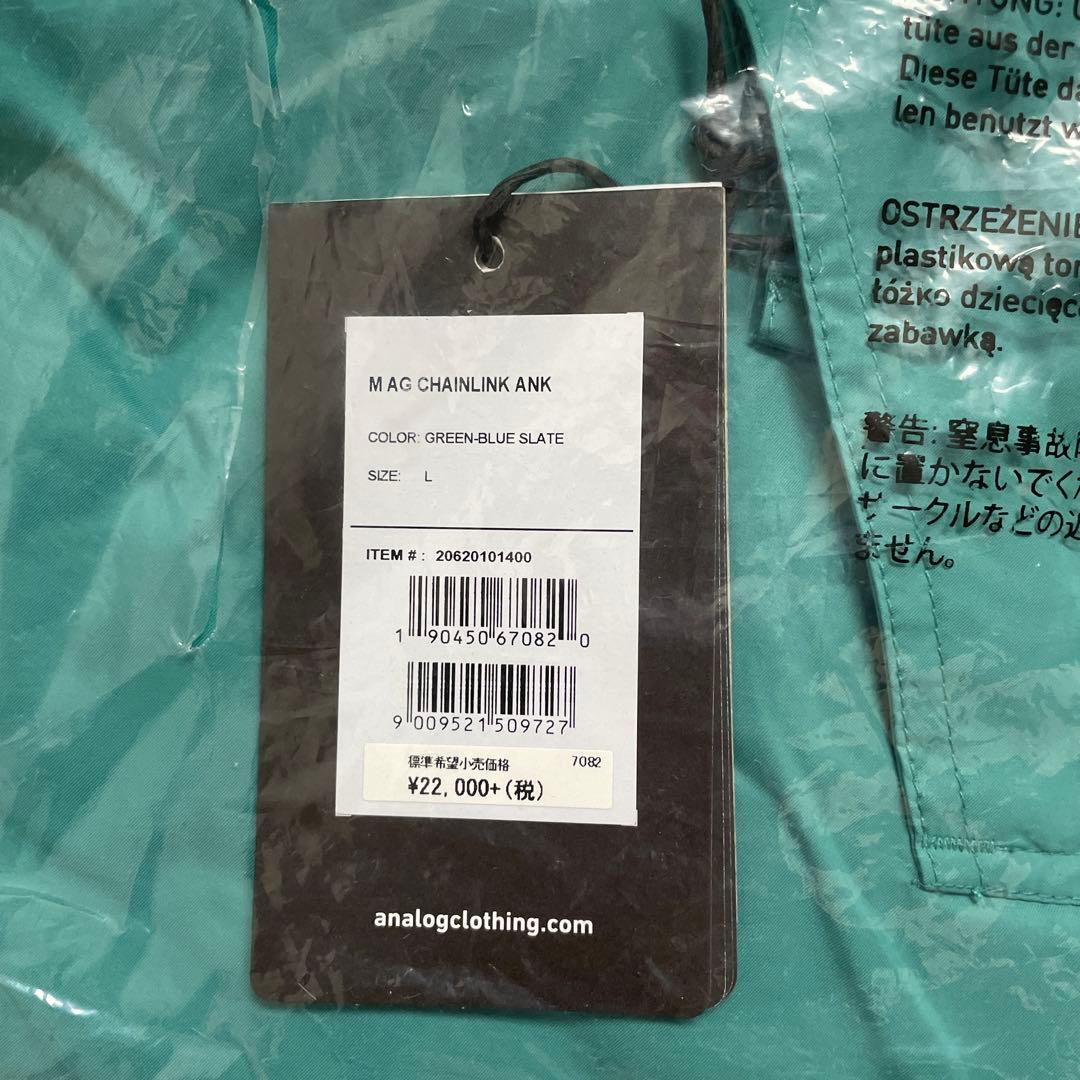 M AG CHAINLINK ANK
COLOR: GREEN-BLUE SLATE
SIZE: L
ITEM # : 20620101400
1 90450 67082 0
9 009521 509727
標準希望小売価格 7082
¥22,000+(税)
analogclothing.com
tüte aus der
Diese Tüte
len benutzt
OSTRZEŻENIE
plastikową
łóżko
zabawką.
警告: 窒息事故
に置かないでく
サークルなどの近
ません。